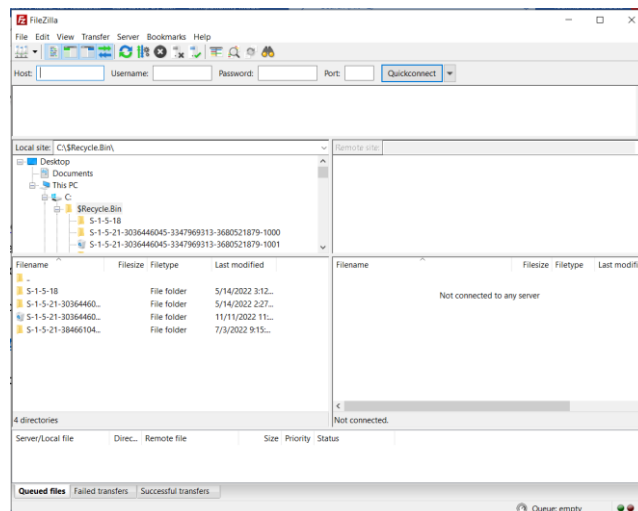 FileZilla
File Edit View Transfer Server Bookmarks Help
Host: Username: Password: Port: Quickconnect
Local site: C:\$Recycle.Bin\
Remote site:
Desktop
Documents
This PC
C:
$Recycle.Bin
S-1-5-18
S-1-5-21-3036446045-3347969313-3680521879-1000
S-1-5-21-3036446045-3347969313-3680521879-1001
Filename Filesize Filetype Last modified
..
S-1-5-18 File folder 5/14/2022 3:12...
S-1-5-21-30364460... File folder 5/14/2022 2:27...
S-1-5-21-30364460... File folder 11/11/2022 11:...
S-1-5-21-38466104... File folder 7/3/2022 9:15:...
4 directories
Filename Filesize Filetype Last modifi
Not connected to any server
Not connected.
Server/Local file Direc... Remote file Size Priority Status
Queued files Failed transfers Successful transfers
Queue: empty